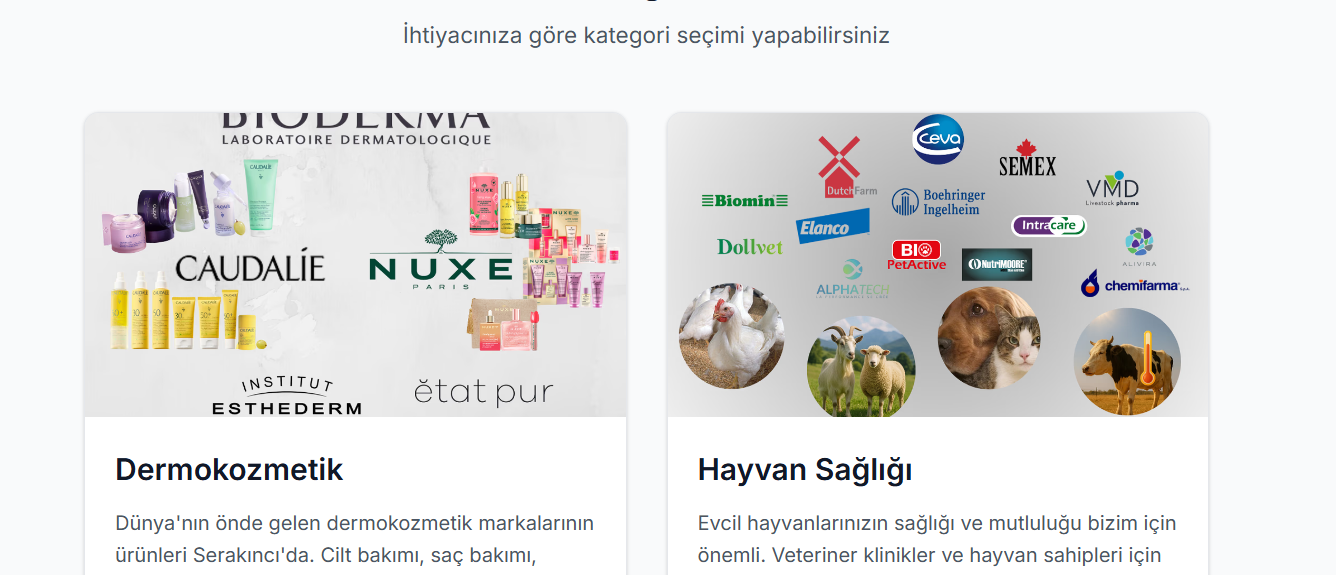 İhtiyacınıza göre kategori seçimi yapabilirsiniz
BIODERMA
LABORATOIRE DERMATOLOGIQUE
CAUDALÍE
NUXE
PARIS
INSTITUT
ESTHEDERM
ĕtat pur
Dermokozmetik
Dünya'nın önde gelen dermokozmetik markalarının
ürünleri Serakıncı'da. Cilt bakımı, saç bakımı,
Ceva
DutchFarm
SEMEX
VMD
Livestock pharma
Biomin
Boehringer
Ingelheim
Elanco
Intracare
Dollvet
BIO
PetActive
NUTRIMOORE
ALIVIRA
ALPHATECH
chemifarma S.p.A.
Hayvan Sağlığı
Evcil hayvanlarınızın sağlığı ve mutluluğu bizim için
önemli. Veteriner klinikler ve hayvan sahipleri için